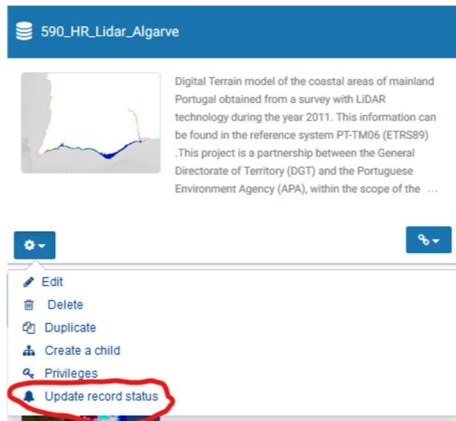 590_HR_Lidar_Algarve
Digital Terrain model of the coastal areas of mainland
Portugal obtained from a survey with LiDAR
technology during the year 2011. This information can
be found in the reference system PT-TM06 (ETRS89)
.This project is a partnership between the General
Directorate of Territory (DGT) and the Portuguese
Environment Agency (APA), within the scope of the ...
Edit
Delete
Duplicate
Create a child
Privileges
Update record status